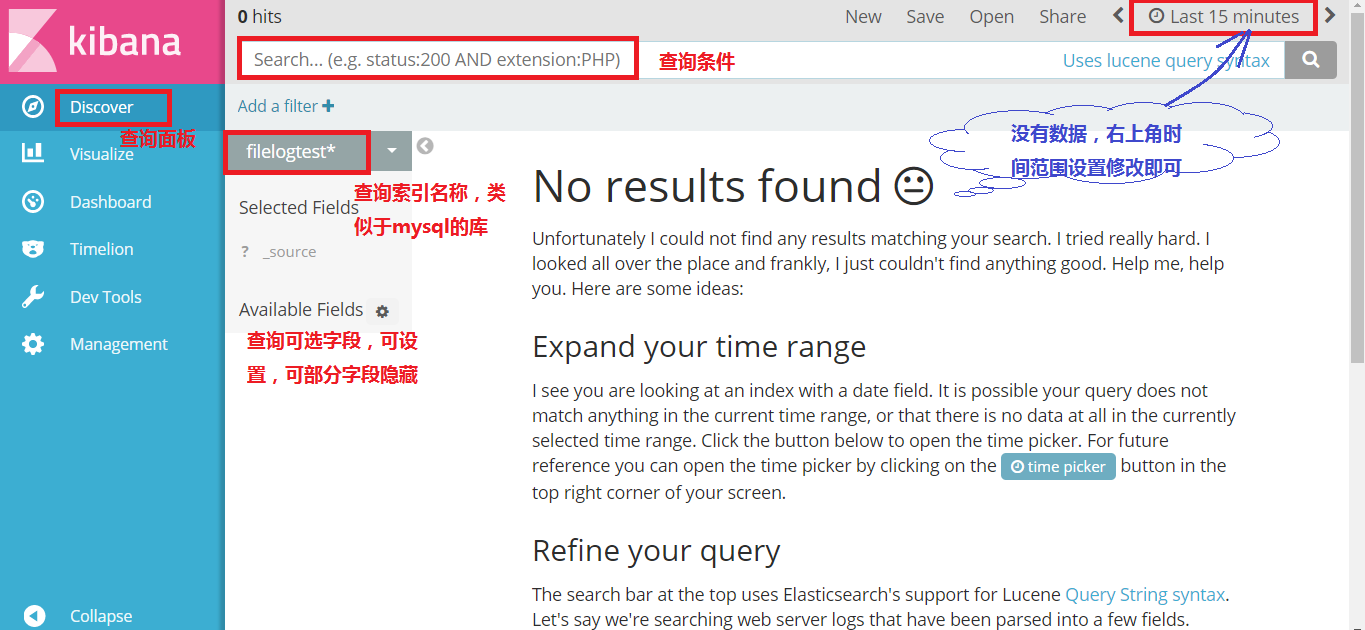 kibana
Discover
查询面板
Visualize
Dashboard
Timelion
Dev Tools
Management
Collapse
0 hits
New Save Open Share Last 15 minutes
Search... (e.g. status:200 AND extension:PHP)
查询条件
Uses lucene query syntax
Add a filter
没有数据，右上角时
间范围设置修改即可
filelogtest*
查询索引名称，类
似于mysql的库
Selected Fields
? _source
Available Fields
查询可选字段，可设
置，可部分字段隐藏
No results found
Unfortunately I could not find any results matching your search. I tried really hard. I
looked all over the place and frankly, I just couldn't find anything good. Help me, help
you. Here are some ideas:
Expand your time range
I see you are looking at an index with a date field. It is possible your query does not
match anything in the current time range, or that there is no data at all in the currently
selected time range. Click the button below to open the time picker. For future
reference you can open the time picker by clicking on the time picker button in the
top right corner of your screen.
Refine your query
The search bar at the top uses Elasticsearch's support for Lucene Query String syntax.
Let's say we're searching web server logs that have been parsed into a few fields.